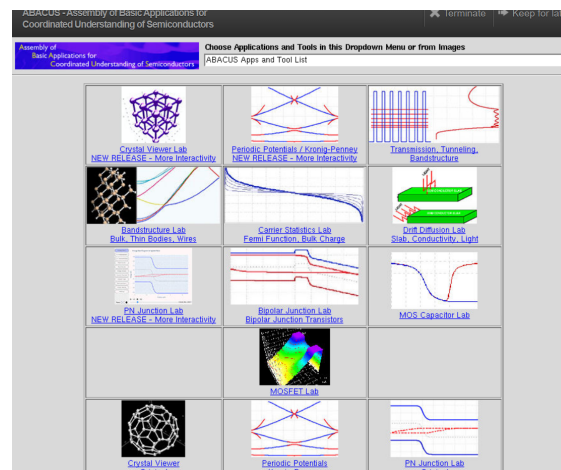 ABACUS - Assembly of Basic Applications for
Coordinated Understanding of Semiconductors
Terminate
Keep for
Assembly of
Basic Applications for
Coordinated Understanding of Semiconductors
Choose Applications and Tools in this Dropdown Menu or from Images
ABACUS Apps and Tool List
Crystal Viewer Lab
NEW RELEASE - More Interactivity
Periodic Potentials / Kronig-Penney
NEW RELEASE - More Interactivity
Transmission, Tunneling,
Bandstructure
Bandstructure Lab
Bulk, Thin Bodies, Wires
Carrier Statistics Lab
Fermi Function, Bulk Charge
Drift Diffusion Lab
Slab, Conductivity, Light
PN Junction Lab
NEW RELEASE - More Interactivity
Bipolar Junction Lab
Bipolar Junction Transistors
MOS Capacitor Lab
MOSFET Lab
Crystal Viewer
Periodic Potentials
PN Junction Lab